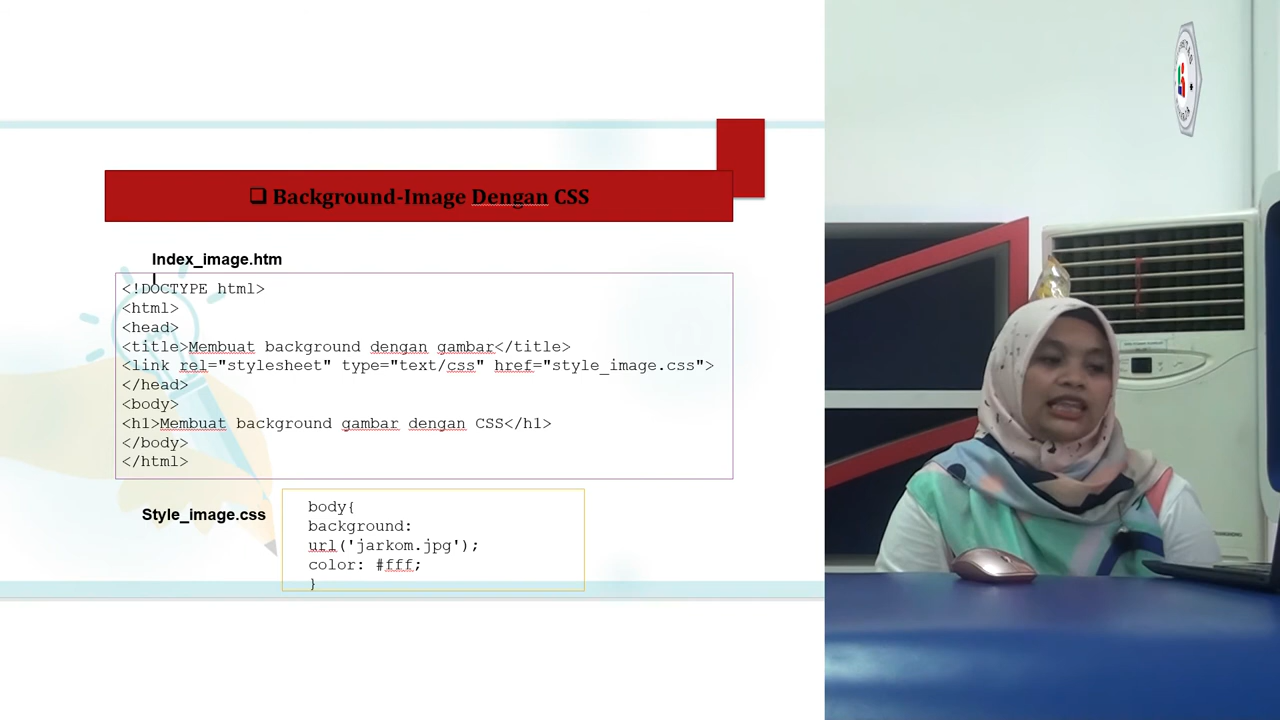 ❑ Background-Image Dengan CSS
Index_image.htm
l
<!DOCTYPE html>
<html>
<head>
<title>Membuat background dengan gambar</title>
<link rel="stylesheet" type="text/css" href="style_image.css">
</head>
<body>
<h1>Membuat background gambar dengan CSS</h1>
</body>
</html>
Style_image.css
body{
background:
url('jarkom.jpg');
color: #fff;
}